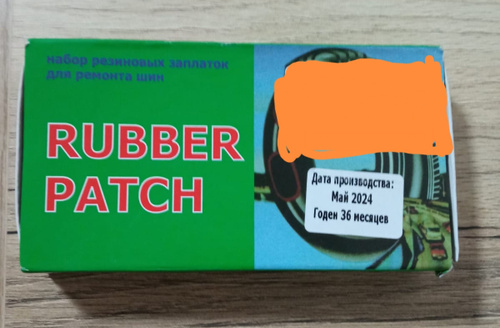 набор резиновых заплаток
для ремонта шин
RUBBER
PATCH
Дата производства:
Май 2024
Годен 36 месяцев